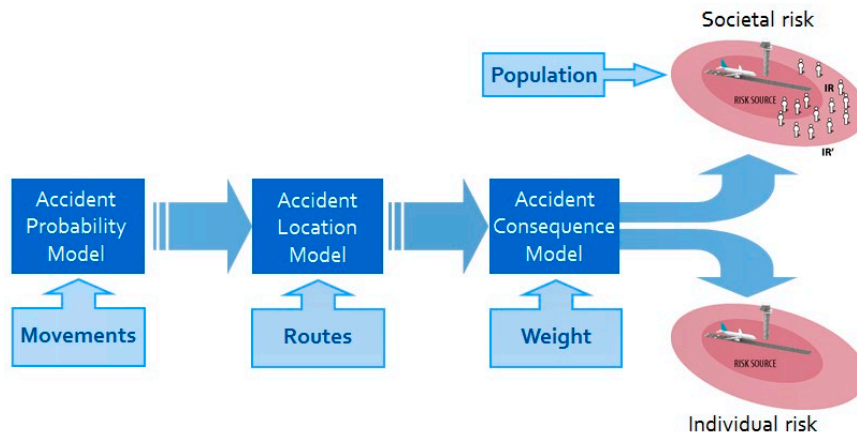 Societal risk
Population
RISK SOURCE
IR
IR'
Accident
Probability
Model
Accident
Location
Model
Accident
Consequence
Model
Movements
Routes
Weight
RISK SOURCE
Individual risk